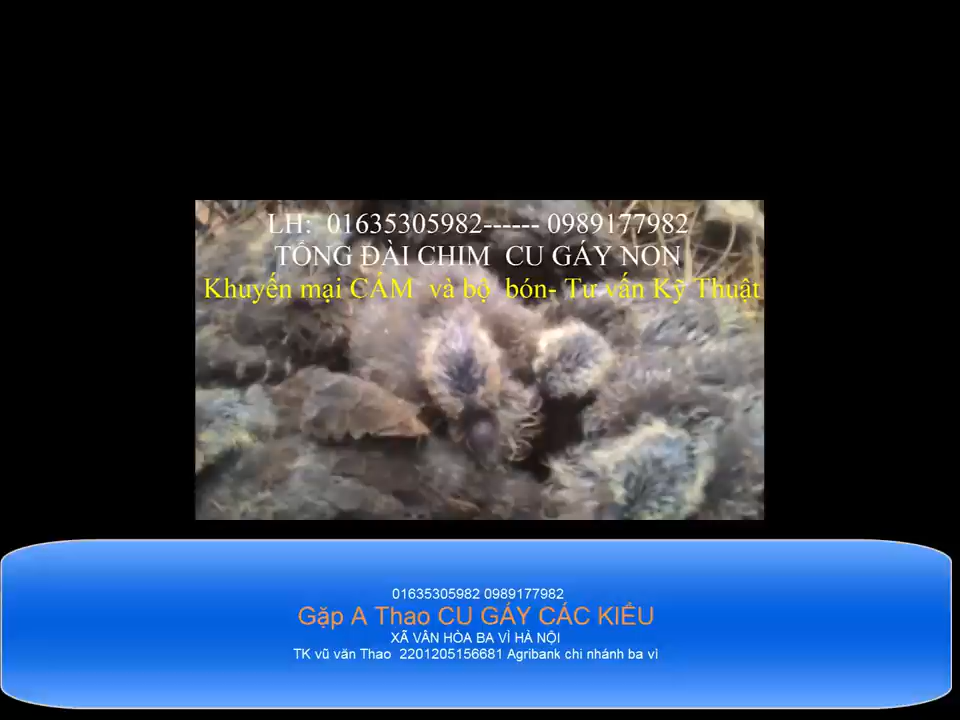 LH: 01635305982------ 0989177982
TỔNG ĐÀI CHIM CU GÁY NON
Khuyến mại CÁM và bộ bón- Tư vấn Kỹ Thuật
01635305982 0989177982
Gặp A Thao CU GÁY CÁC KIỂU
XÃ VÂN HÒA BA VÌ HÀ NỘI
TK vũ văn Thao 2201205156681 Agribank chi nhánh ba vì